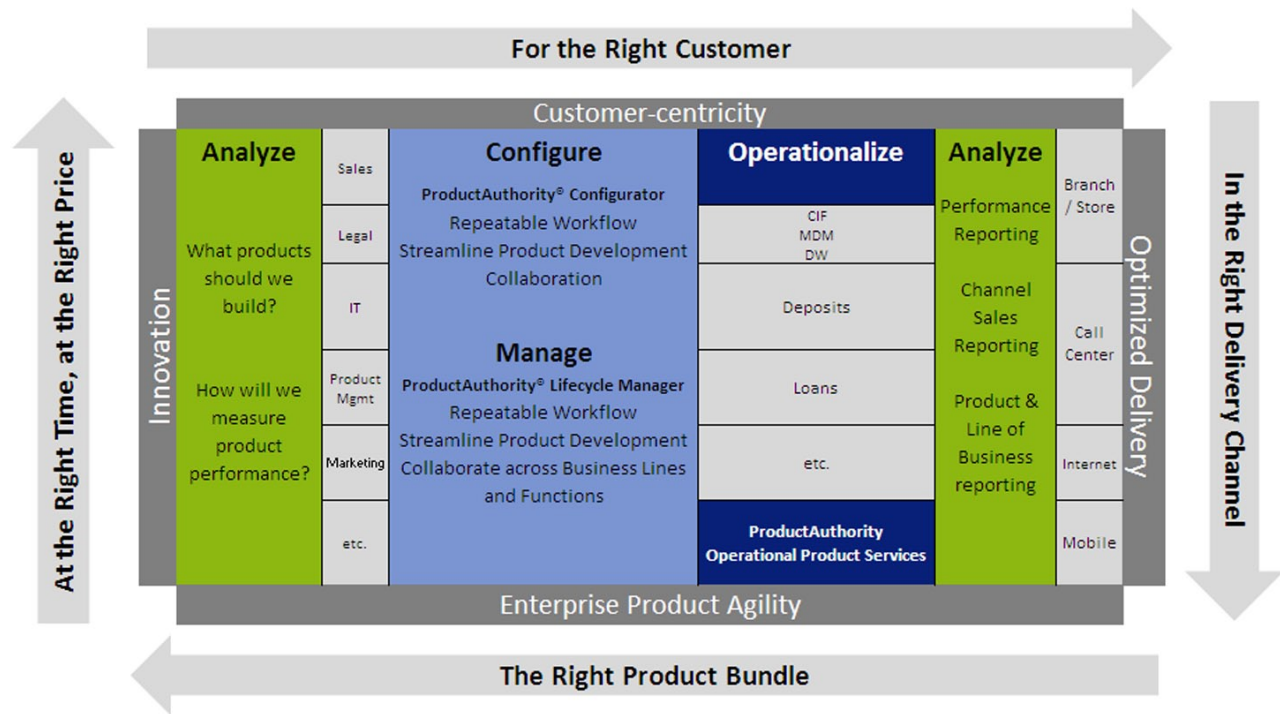 For the Right Customer
Customer-centricity
At the Right Time, at the Right Price
Innovation
Analyze
What products
should we
build?
How will we
measure
product
performance?
Sales
Legal
IT
Product
Mgmt
Marketing
etc.
Configure
ProductAuthority® Configurator
Repeatable Workflow
Streamline Product Development
Collaboration
Manage
ProductAuthority® Lifecycle Manager
Repeatable Workflow
Streamline Product Development
Collaborate across Business Lines
and Functions
Operationalize
CIF
MDM
DW
Deposits
Loans
etc.
ProductAuthority
Operational Product Services
Analyze
Performance
Reporting
Channel
Sales
Reporting
Product &
Line of
Business
reporting
Branch
/ Store
Call
Center
Internet
Mobile
Optimized Delivery
In the Right Delivery Channel
Enterprise Product Agility
The Right Product Bundle